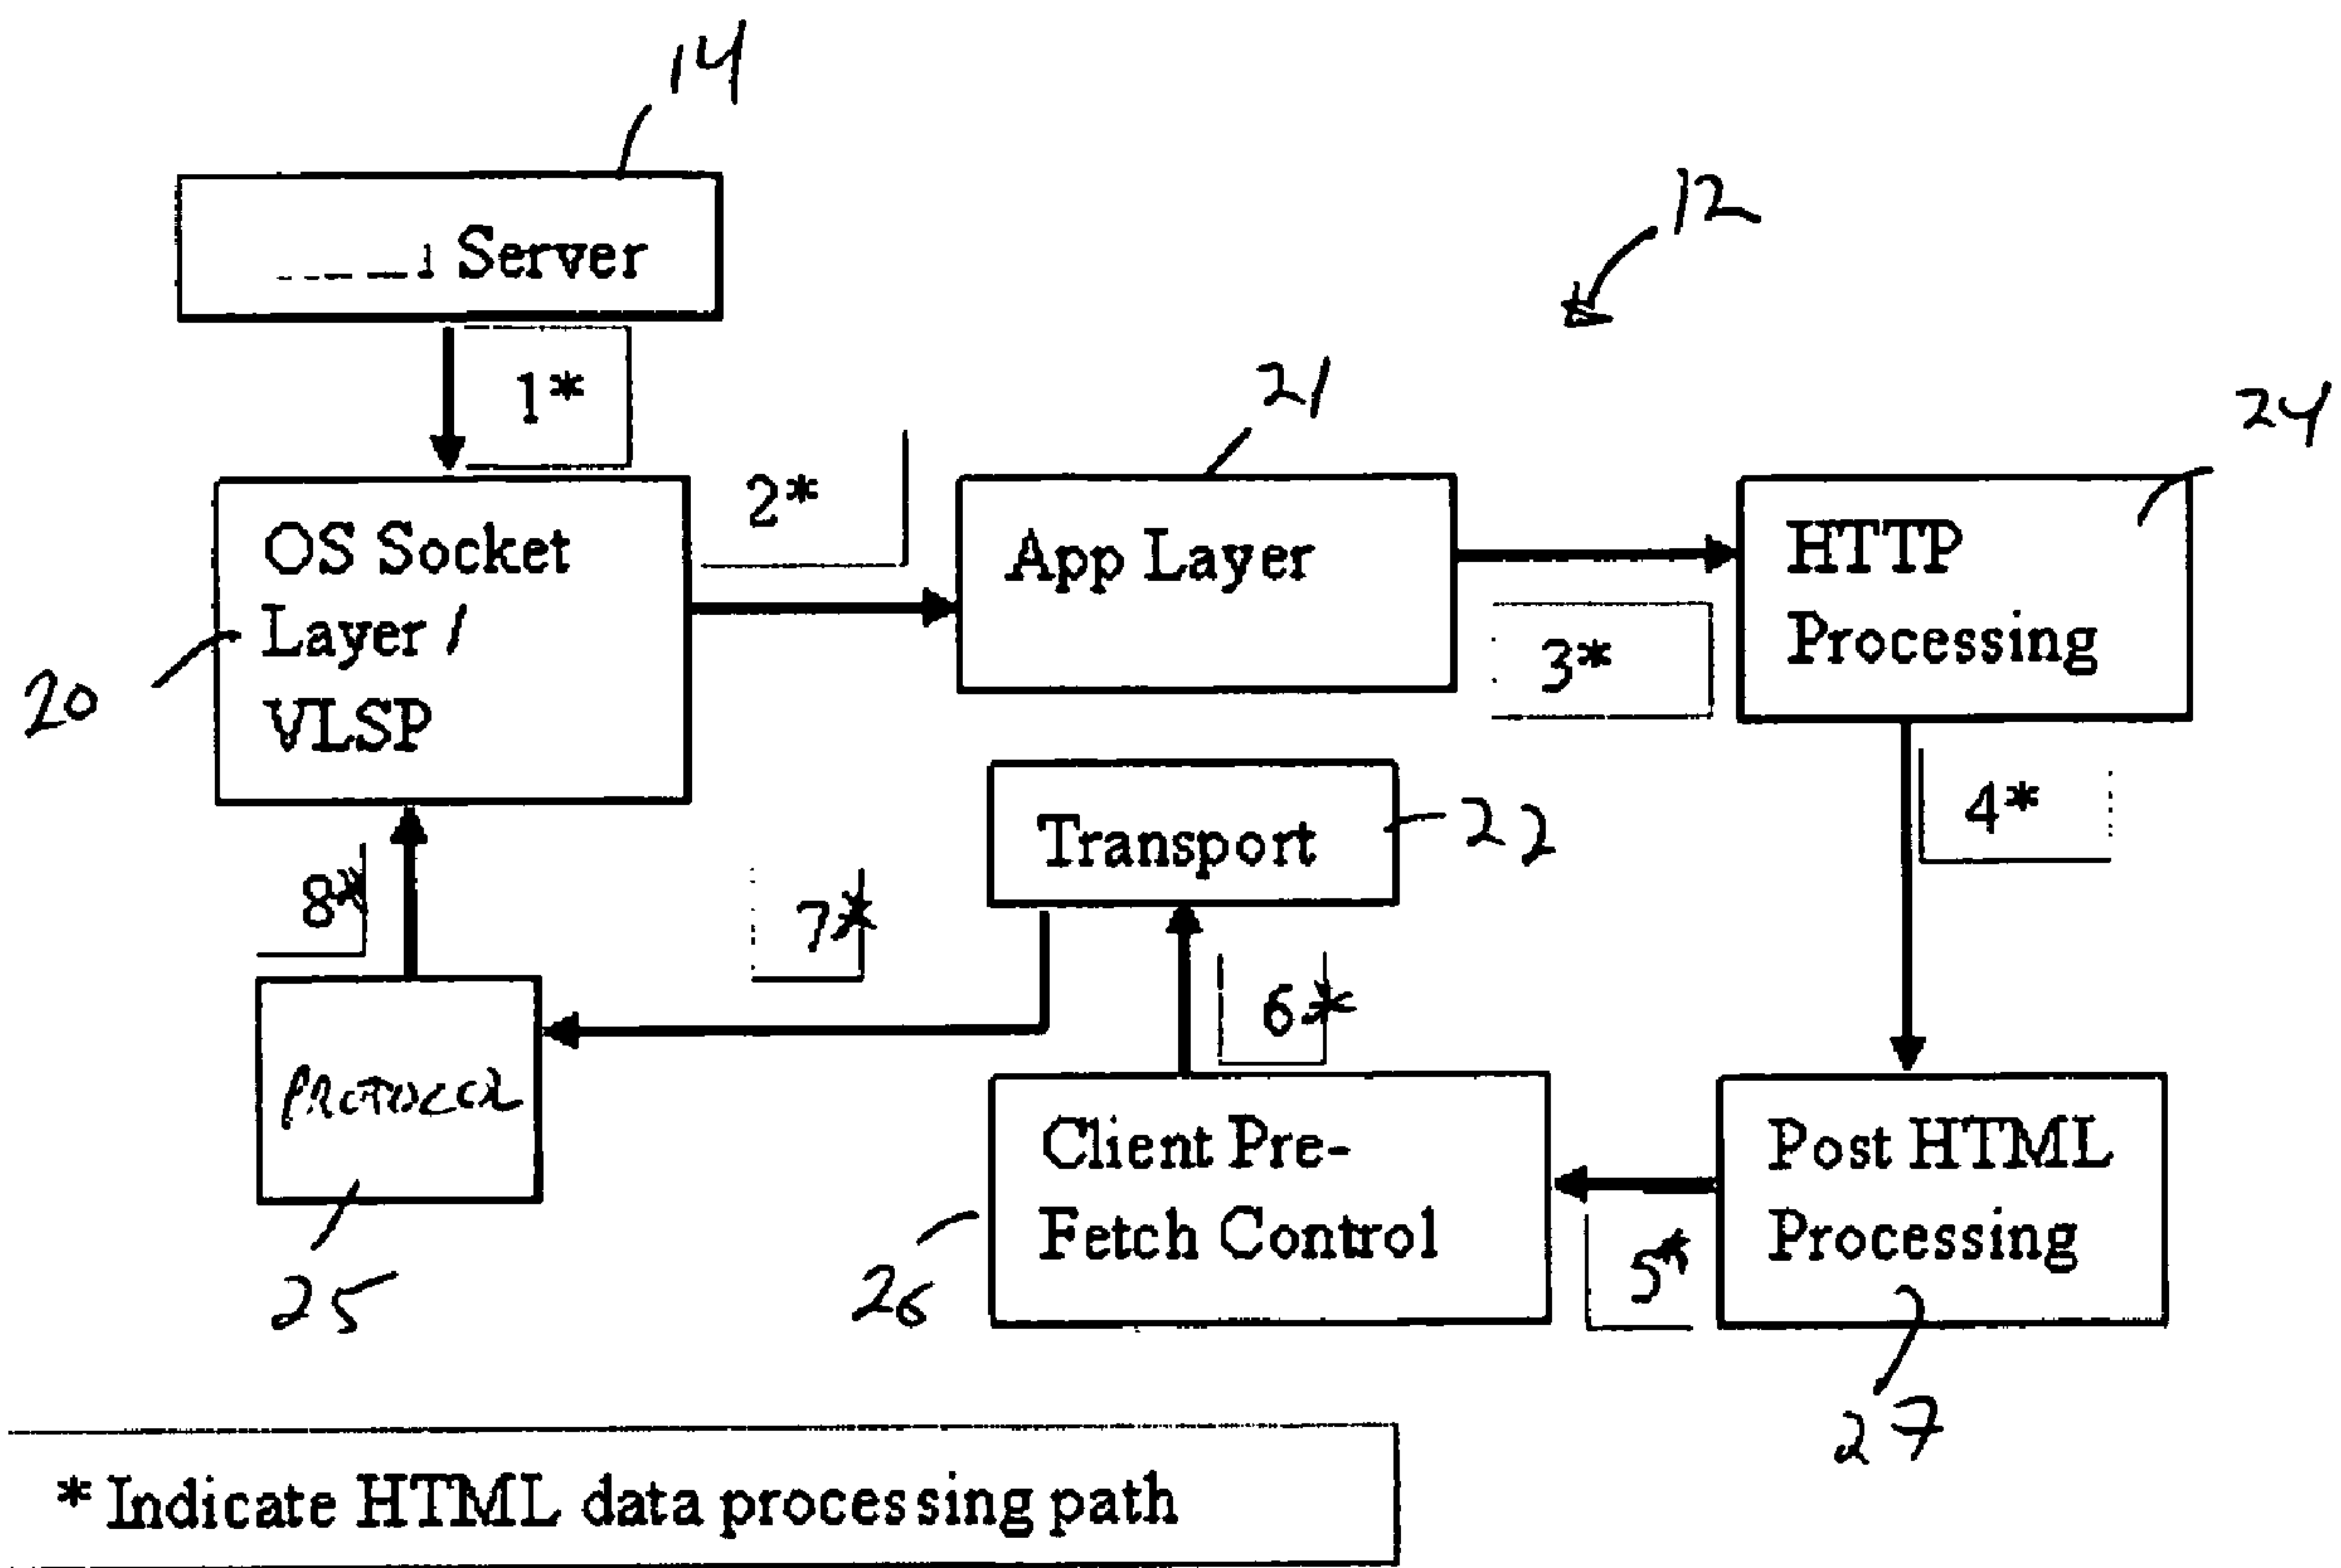 14
Server
12
1*
21
24
2*
OS Socket
Layer /
VLSP
App Layer
HTTP
Processing
3*
20
4*
Transport
22
8*
7*
6*
PROTOCOL
Client Pre-
Fetch Control
Post HTML
Processing
5*
25
26
27
* Indicate HTML data processing path